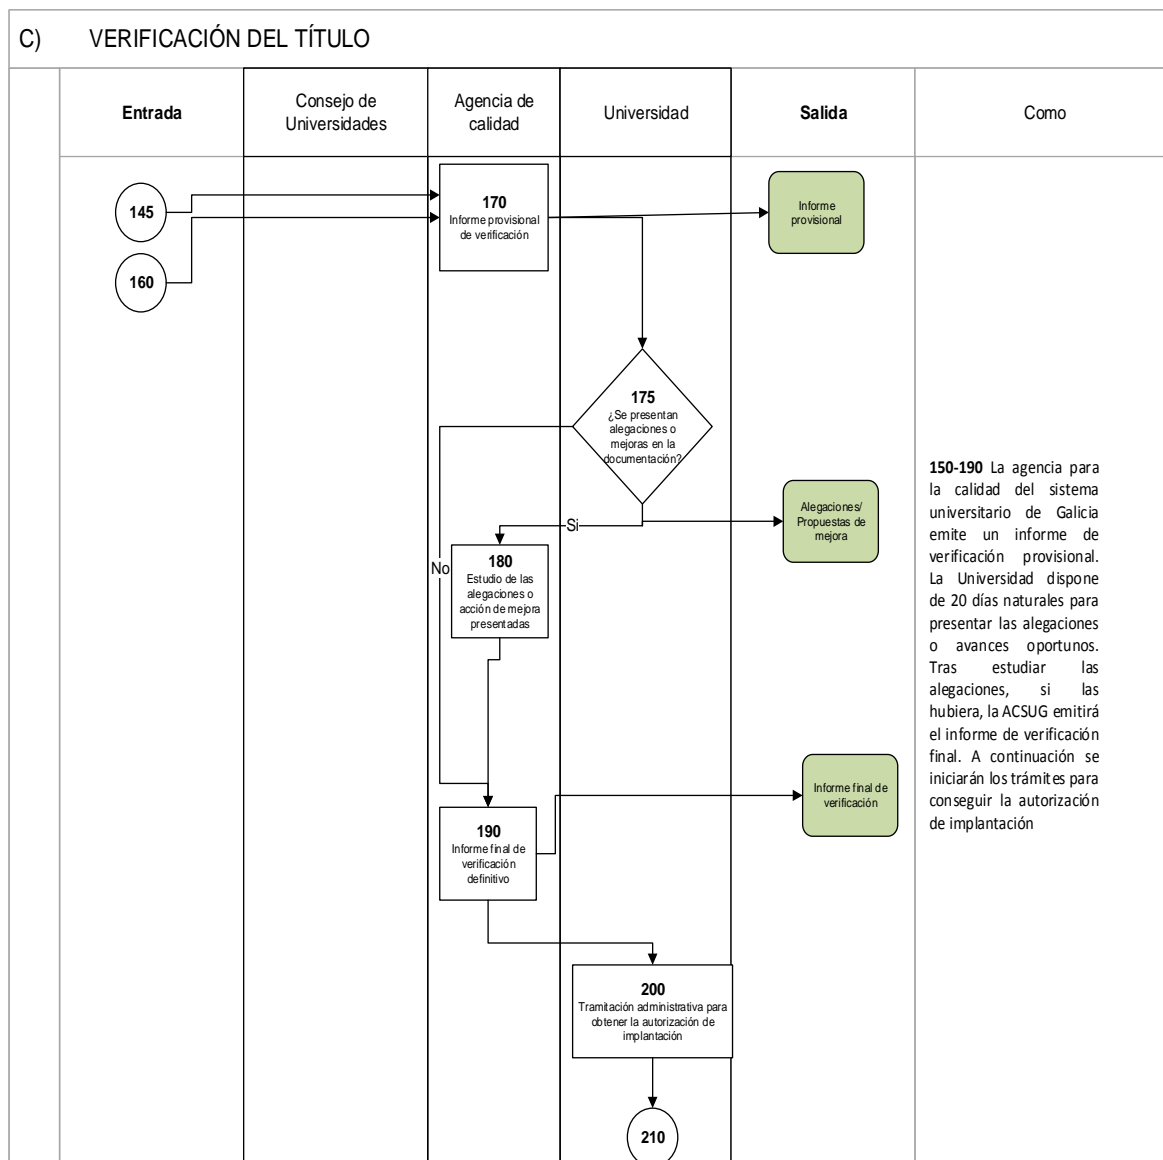 C) VERIFICACIÓN DEL TÍTULO
Entrada
Consejo de
Universidades
Agencia de
calidad
Universidad
Salida
Como
145
160
170
Informe provisional
de verificación
Informe
provisional
175
¿Se presentan
alegaciones o
mejoras en la
documentación?
Si
No
Alegaciones/
Propuestas de
mejora
180
Estudio de las
alegaciones o
acción de mejora
presentadas
190
Informe final de
verificación
definitivo
Informe final de
verificación
200
Tramitación administrativa para
obtener la autorización de
implantación
210
150-190 La agencia para
la calidad del sistema
universitario de Galicia
emite un informe de
verificación provisional.
La Universidad dispone
de 20 días naturales para
presentar las alegaciones
o avances oportunos.
Tras estudiar las
alegaciones, si las
hubiera, la ACSUG emitirá
el informe de verificación
final. A continuación se
iniciarán los trámites para
conseguir la autorización
de implantación